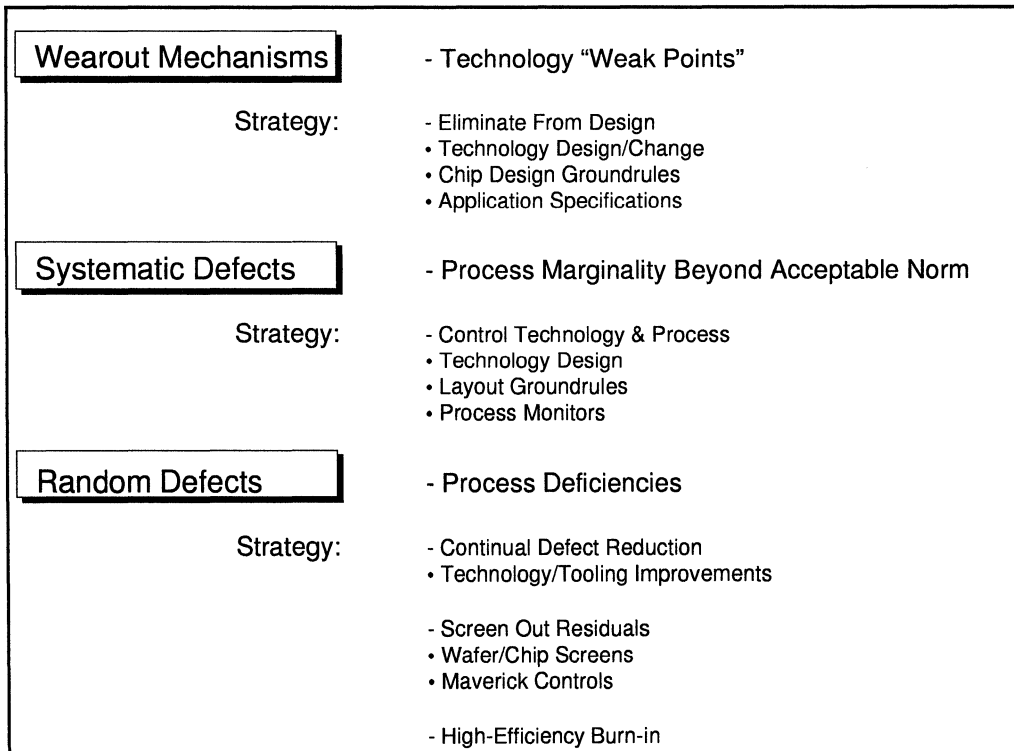 Wearout Mechanisms - Technology “Weak Points”
Strategy: - Eliminate From Design
• Technology Design/Change
• Chip Design Groundrules
• Application Specifications
Systematic Defects - Process Marginality Beyond Acceptable Norm
Strategy: - Control Technology & Process
• Technology Design
• Layout Groundrules
• Process Monitors
Random Defects - Process Deficiencies
Strategy: - Continual Defect Reduction
• Technology/Tooling Improvements
- Screen Out Residuals
• Wafer/Chip Screens
• Maverick Controls
- High-Efficiency Burn-in